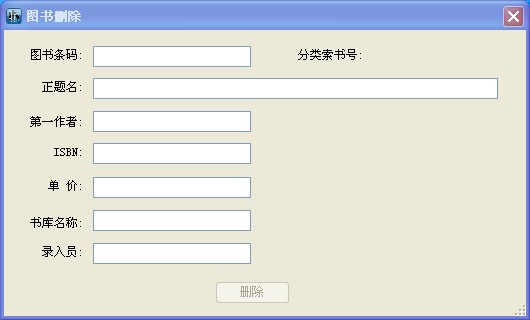 图书删除
图书条码: 分类索书号:
正题名:
第一作者:
ISBN:
单 价:
书库名称:
录入员:
删除